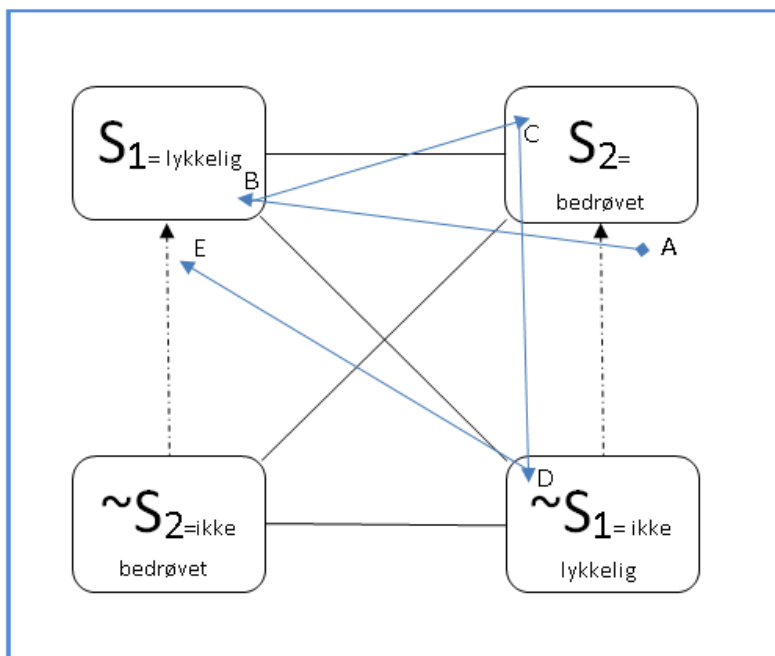 S1= lykkelig
S2=
bedrøvet
B
C
A
E
D
~S2=ikke
bedrøvet
~S1= ikke
lykkelig